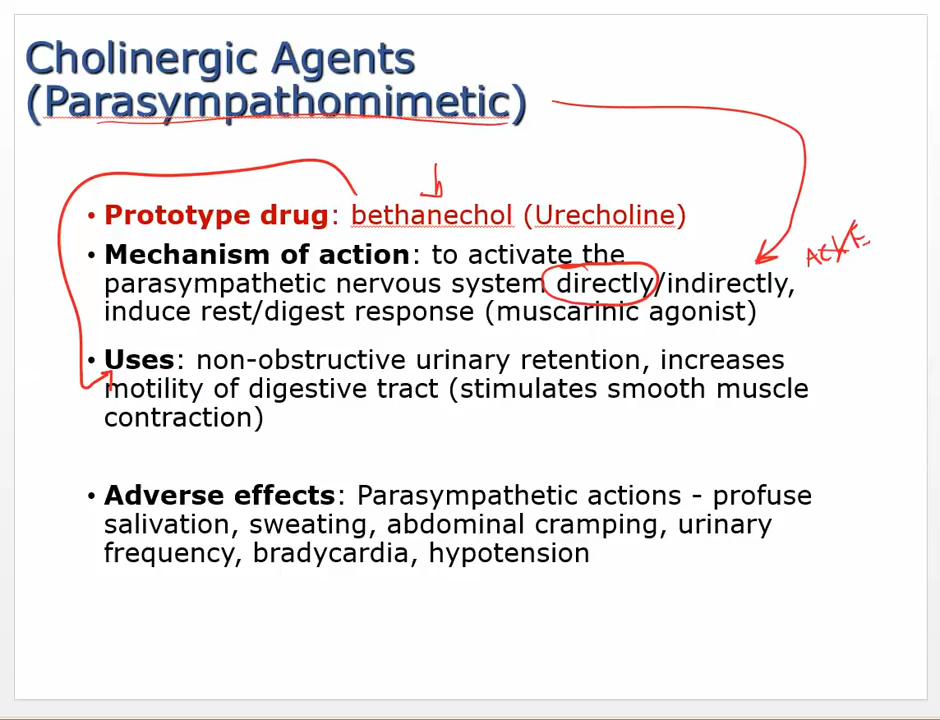 Cholinergic Agents
(Parasympathomimetic)
h
• Prototype drug: bethanechol (Urecholine)
• Mechanism of action: to activate the
parasympathetic nervous system directly/indirectly,
induce rest/digest response (muscarinic agonist)
• Uses: non-obstructive urinary retention, increases
motility of digestive tract (stimulates smooth muscle
contraction)
• Adverse effects: Parasympathetic actions - profuse
salivation, sweating, abdominal cramping, urinary
frequency, bradycardia, hypotension